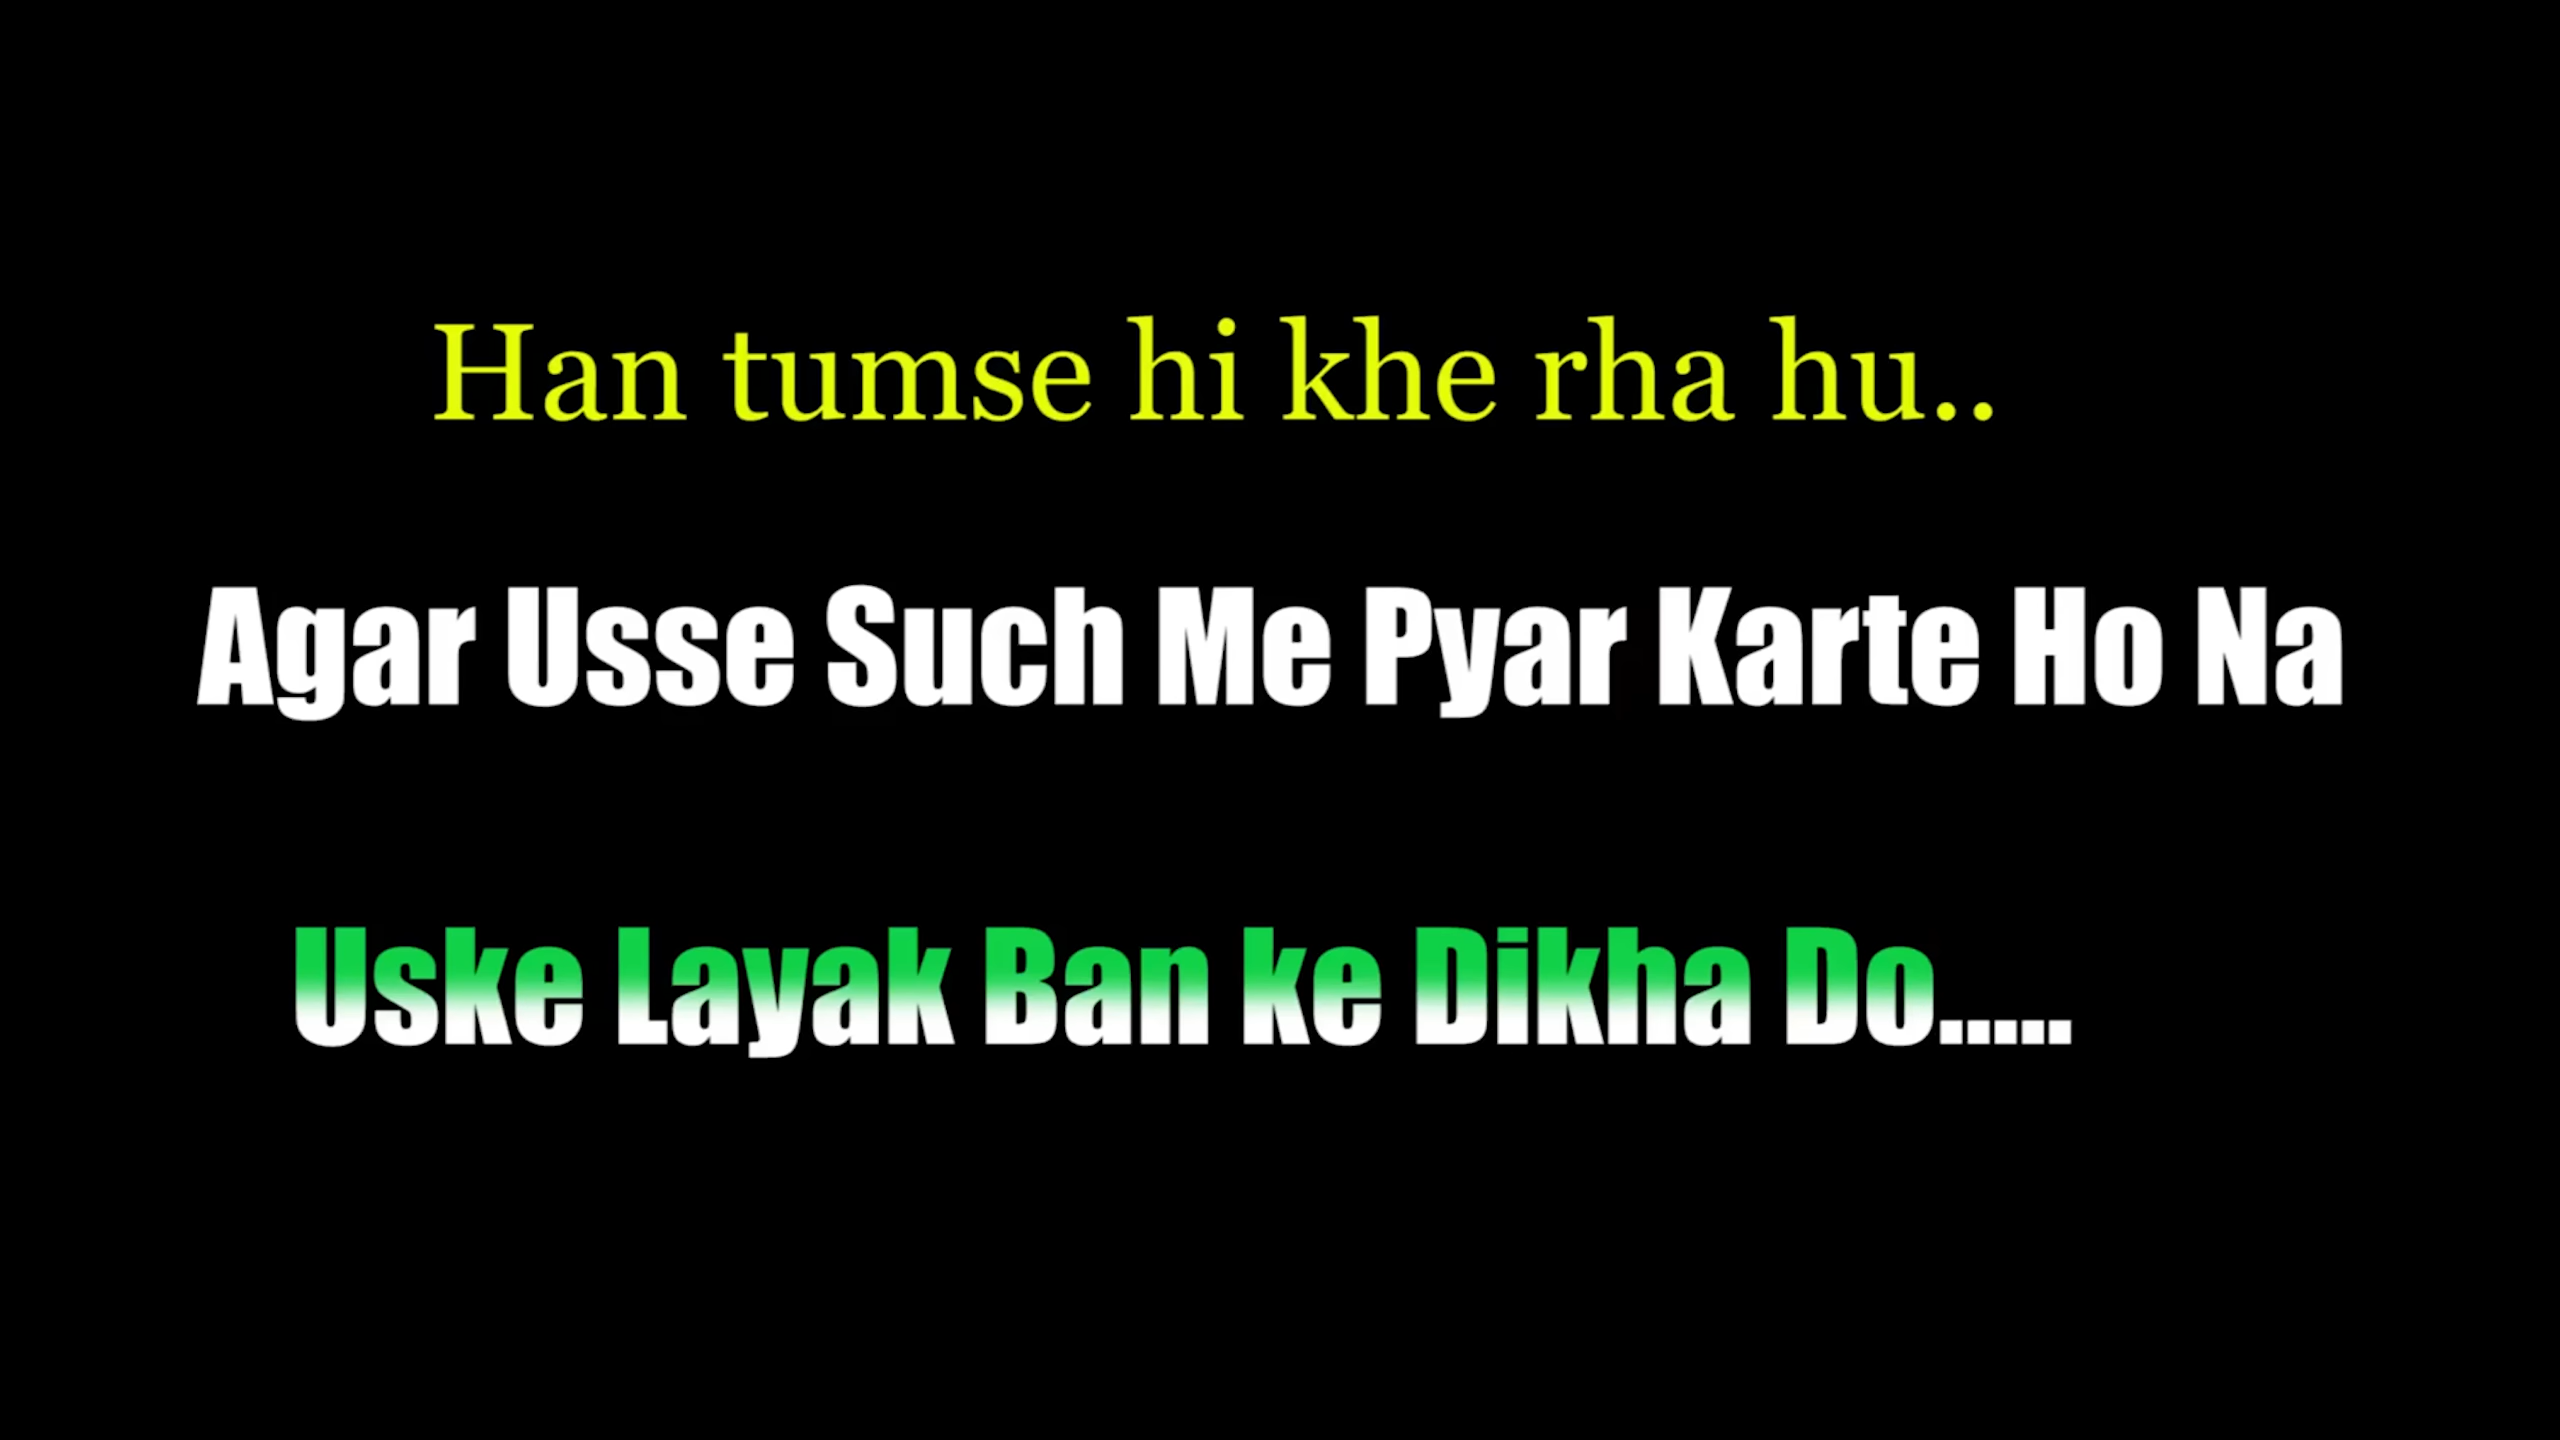 Han tumse hi khe rha hu..
Agar Usse Such Me Pyar Karte Ho Na
Uske Layak Ban ke Dikha Do.....